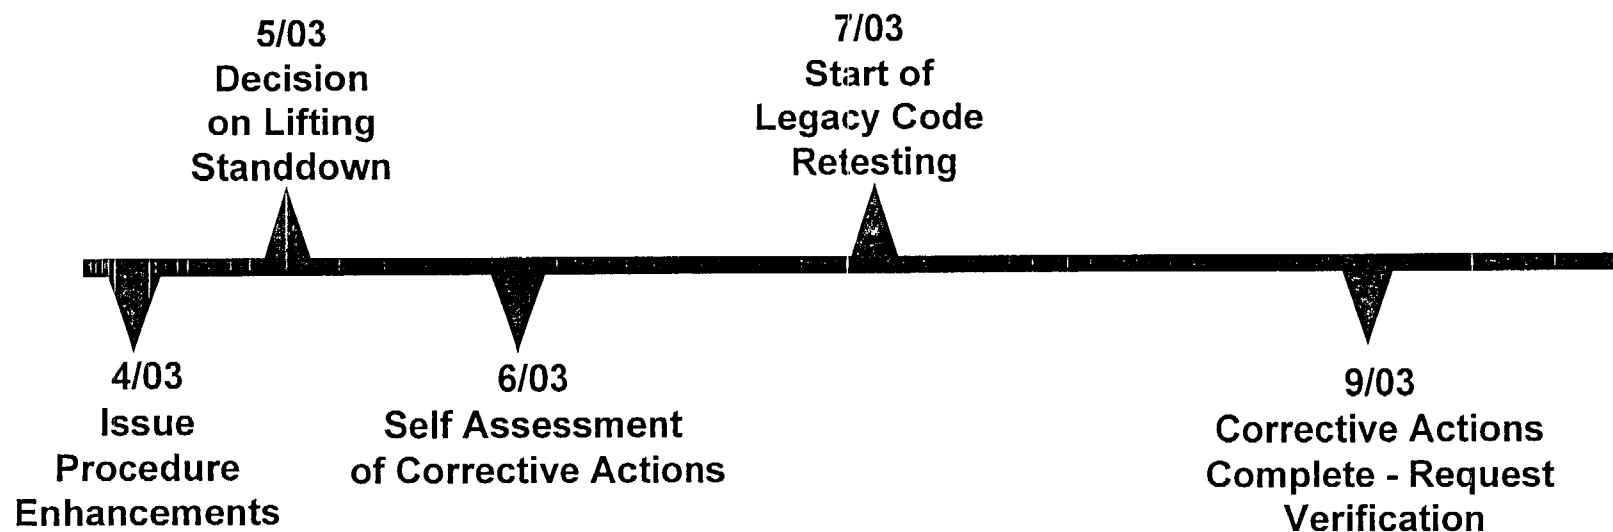 5/03
Decision
on Lifting
Standdown
7/03
Start of
Legacy Code
Retesting
4/03
Issue
Procedure
Enhancements
6/03
Self Assessment
of Corrective Actions
9/03
Corrective Actions
Complete - Request
Verification